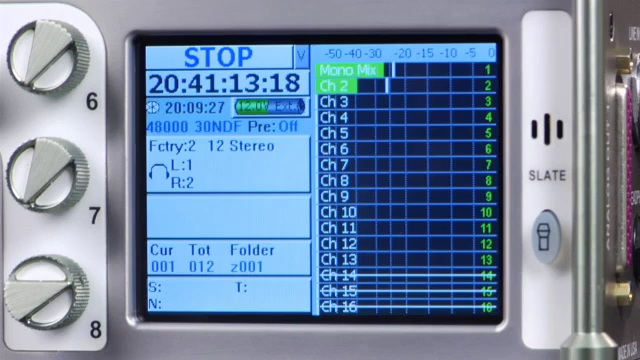 STOP V
20:41:13:18
20:09:27 12.0V Ext.
48000 30NDF Pre: Off
Fctry:2 12 Stereo
L:1
R:2
Cur Tot Folder
001 012 z001
S: T:
N:
-50 -40 -30 -20 -15 -10 -5 0
Mono Mix 1
Ch 2 2
Ch 3 3
Ch 4 4
Ch 5 5
Ch 6 6
Ch 7 7
Ch 8 8
Ch 9 9
Ch 10 10
Ch 11 11
Ch 12 12
Ch 13 13
Ch 14 14
Ch 15 15
Ch 16 16
6
7
8
SLATE